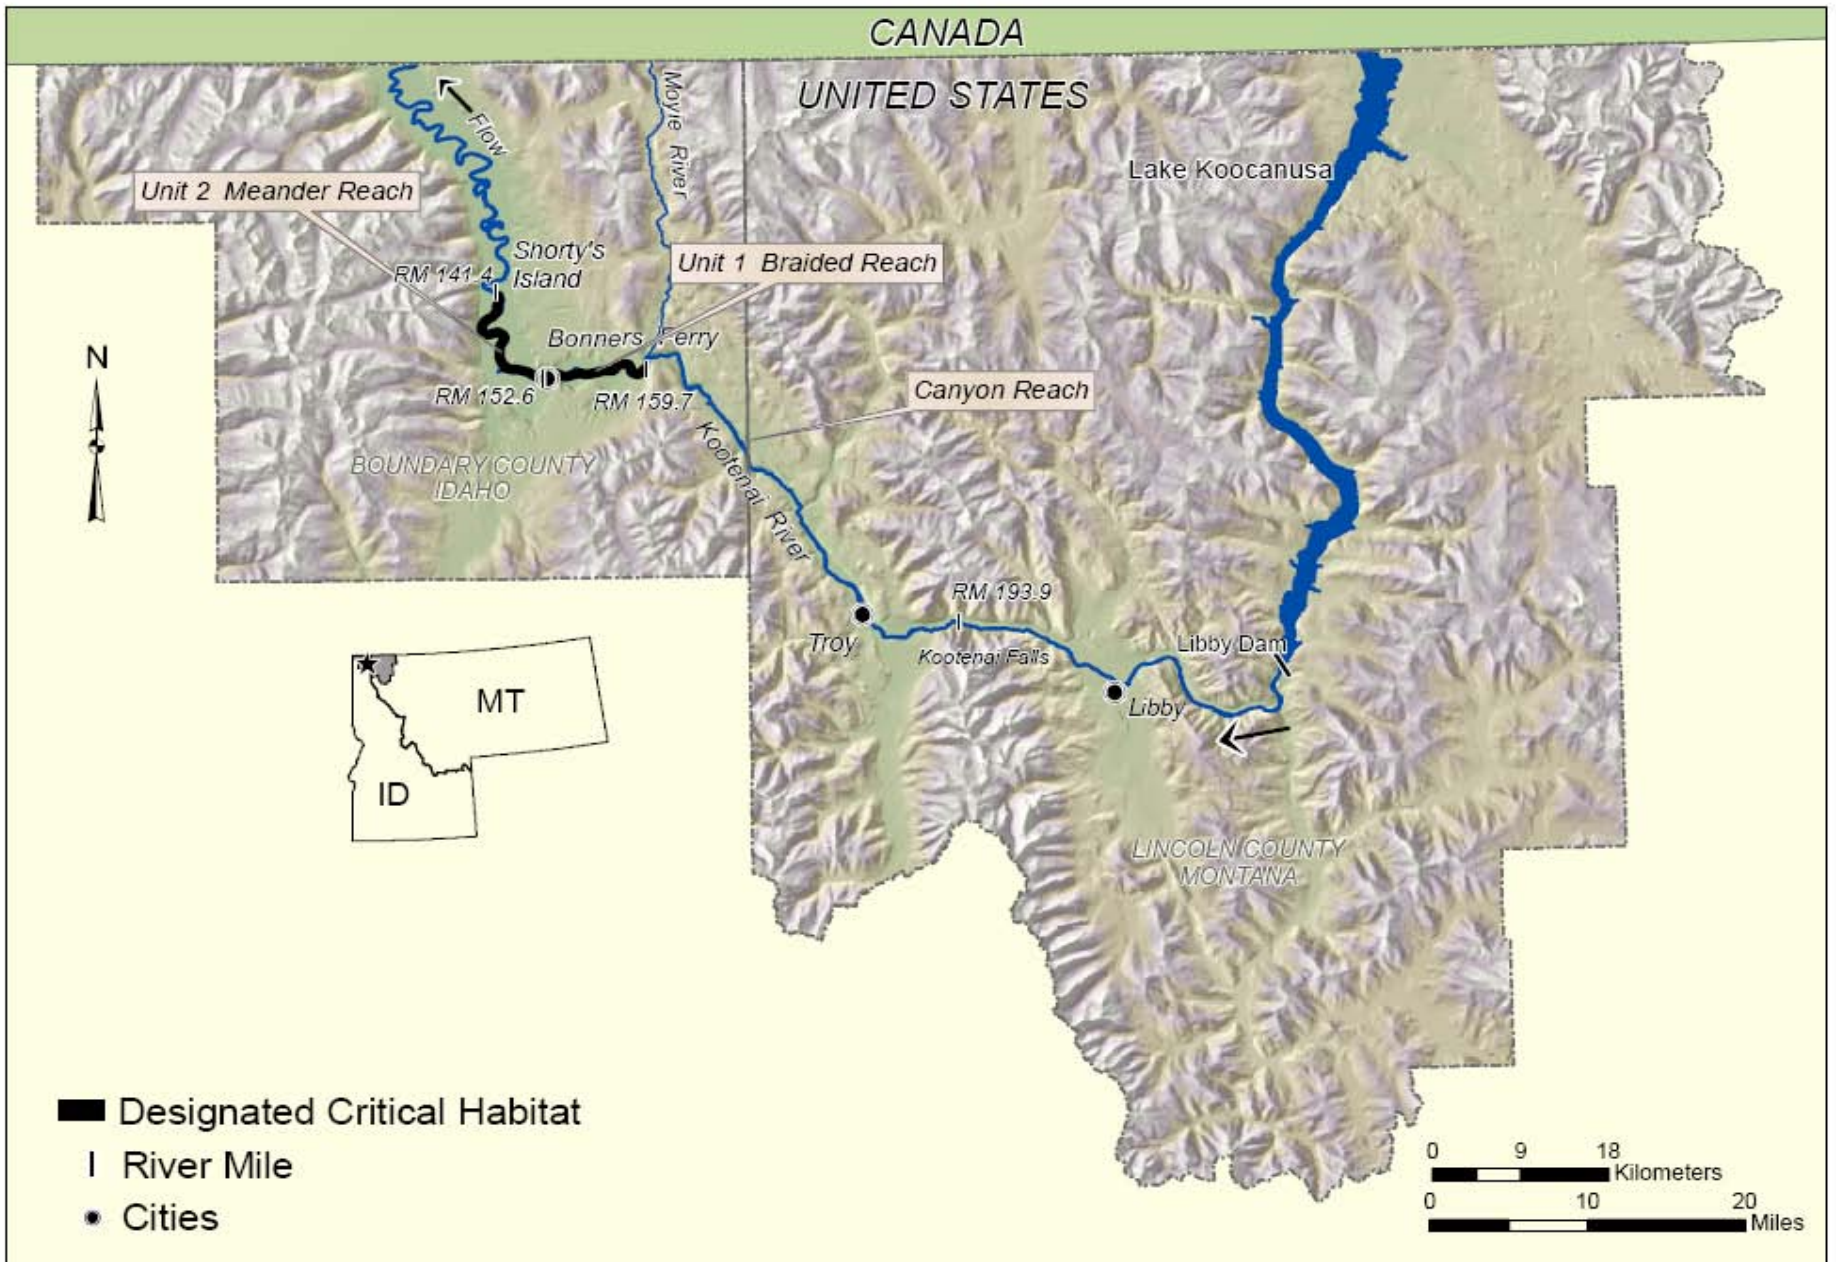 CANADA
UNITED STATES
Flow
Moyie River
Lake Koocanusa
Unit 2 Meander Reach
Shorty's
Island
RM 141.4
Unit 1 Braided Reach
Bonners Ferry
N
RM 152.6
RM 159.7
Canyon Reach
Kootenai River
BOUNDARY COUNTY
IDAHO
RM 193.9
Troy
Kootenai Falls
Libby Dam
Libby
MT
ID
LINCOLN COUNTY
MONTANA
Designated Critical Habitat
River Mile
Cities
0 9 18
Kilometers
0 10 20
Miles